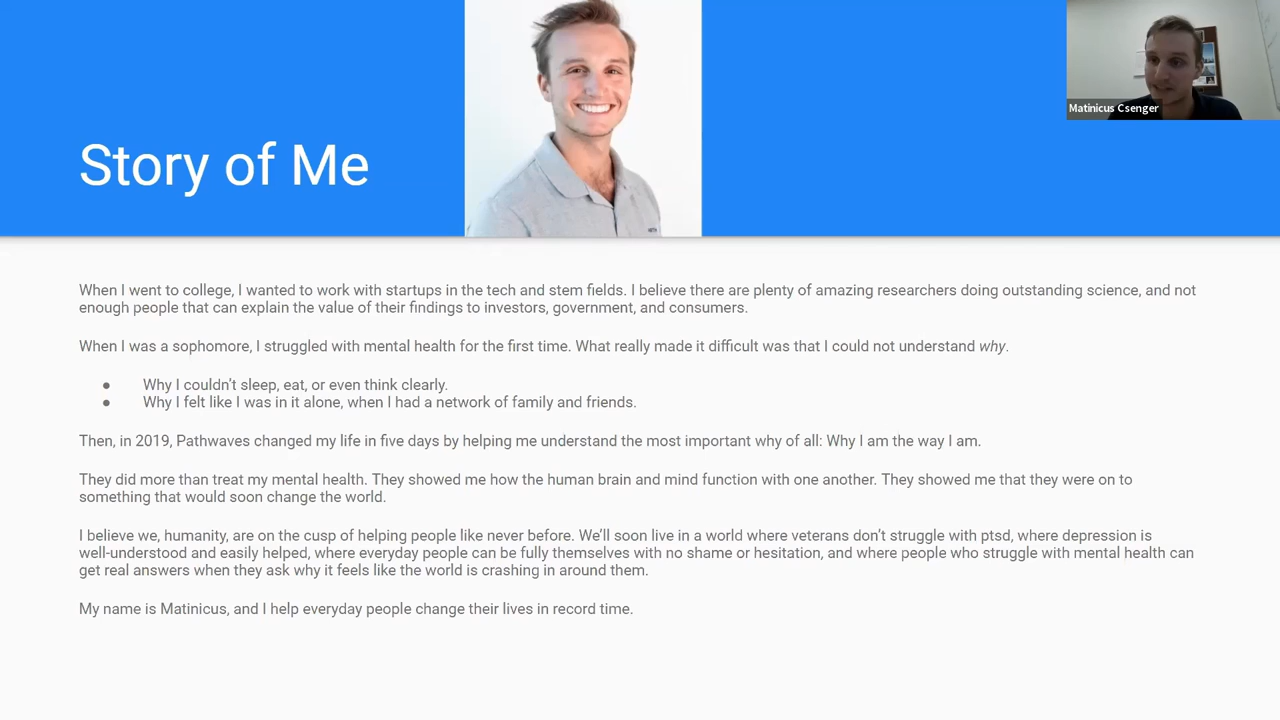 Matinicus Csenger
Story of Me
When I went to college, I wanted to work with startups in the tech and stem fields. I believe there are plenty of amazing researchers doing outstanding science, and not
enough people that can explain the value of their findings to investors, government, and consumers.
When I was a sophomore, I struggled with mental health for the first time. What really made it difficult was that I could not understand why.
● Why I couldn't sleep, eat, or even think clearly.
● Why I felt like I was in it alone, when I had a network of family and friends.
Then, in 2019, Pathwaves changed my life in five days by helping me understand the most important why of all: Why I am the way I am.
They did more than treat my mental health. They showed me how the human brain and mind function with one another. They showed me that they were on to
something that would soon change the world.
I believe we, humanity, are on the cusp of helping people like never before. We'll soon live in a world where veterans don't struggle with ptsd, where depression is
well-understood and easily helped, where everyday people can be fully themselves with no shame or hesitation, and where people who struggle with mental health can
get real answers when they ask why it feels like the world is crashing in around them.
My name is Matinicus, and I help everyday people change their lives in record time.